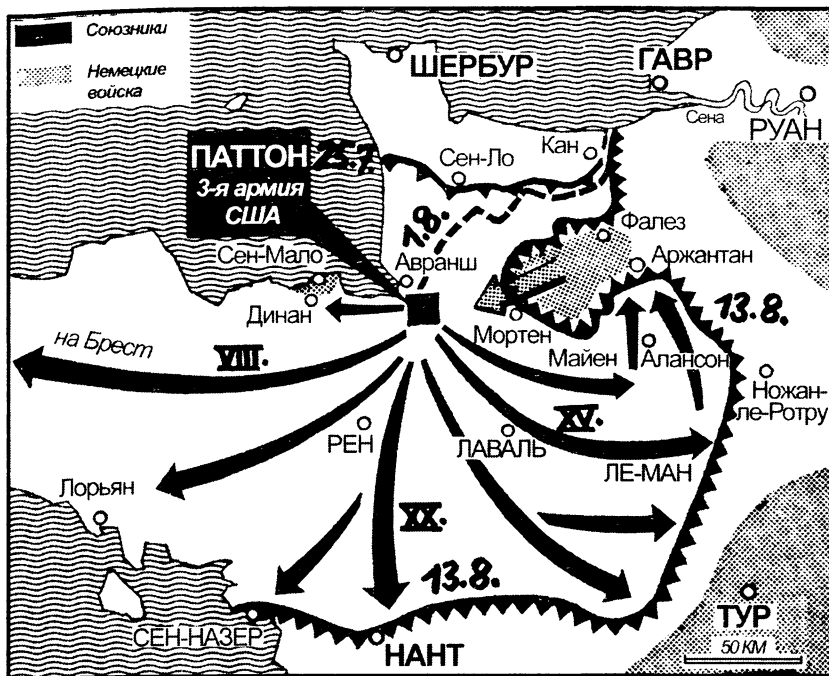 Союзники
Немецкие
войска
ШЕРБУР
ГАВР
Сена
РУАН
ПАТТОН
3-я армия
США
25.7.
Сен-Ло
Кан
1.8.
Фалез
Сен-Мало
Авранш
Аржантан
Динан
Мортен
13.8.
на Брест
VIII.
Майен
Алансон
Ножан-
ле-Ротру
РЕН
ЛАВАЛЬ
XV.
ЛЕ-МАН
Лорьян
XX.
13.8.
СЕН-НАЗЕР
НАНТ
ТУР
50 КМ